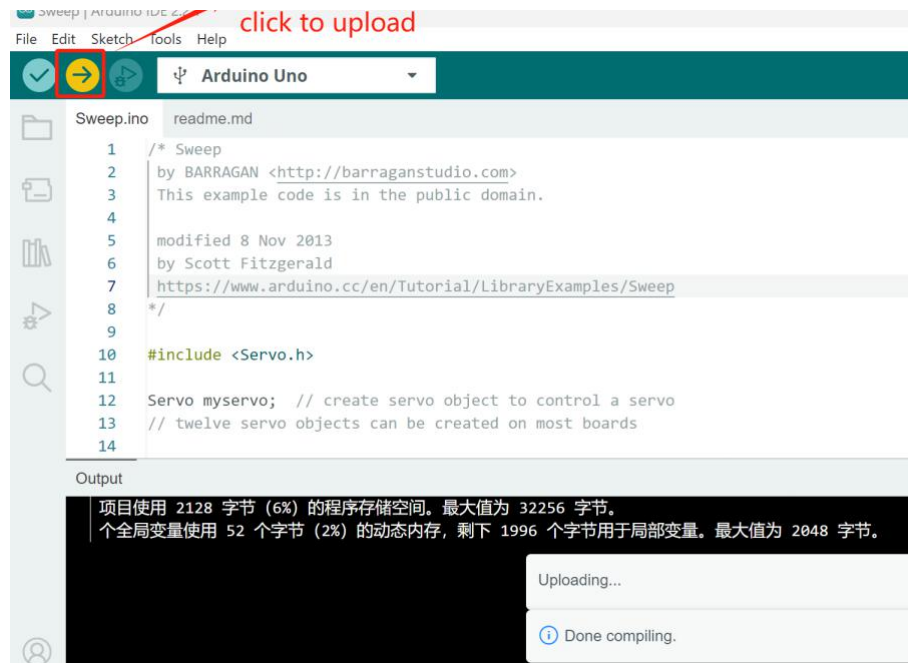 Sweep | Arduino IDE 2.2
click to upload
File Edit Sketch Tools Help
Arduino Uno
Sweep.ino readme.md
1 /* Sweep
2 by BARRAGAN <http://barraganstudio.com>
3 This example code is in the public domain.
4
5 modified 8 Nov 2013
6 by Scott Fitzgerald
7 https://www.arduino.cc/en/Tutorial/LibraryExamples/Sweep
8 */
9
10 #include <Servo.h>
11
12 Servo myservo;  // create servo object to control a servo
13 // twelve servo objects can be created on most boards
14
Output
项目使用 2128 字节 (6%) 的程序存储空间。最大值为 32256 字节。
个全局变量使用 52 个字节 (2%) 的动态内存, 剩下 1996 个字节用于局部变量。最大值为 2048 字节。
Uploading...
Done compiling.